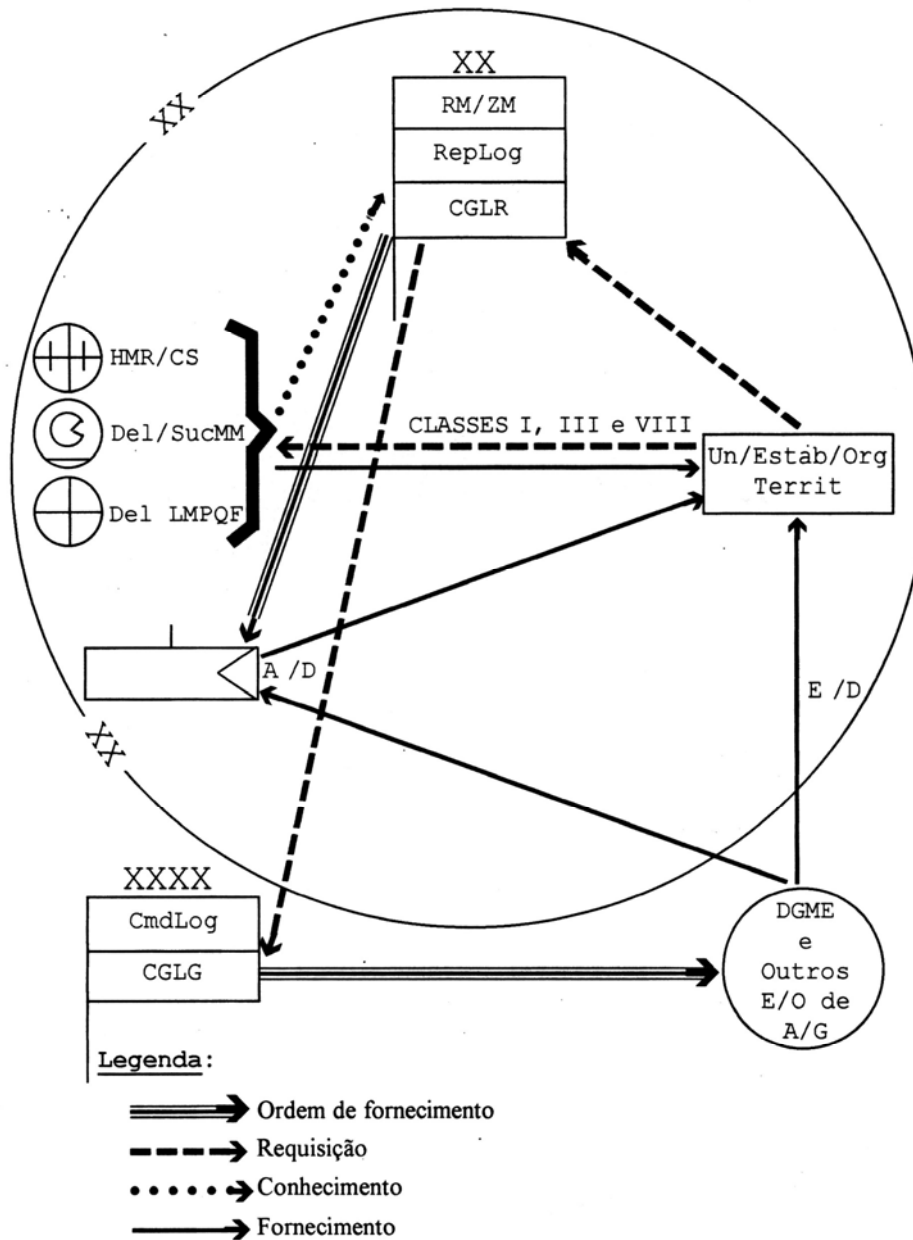 XX
RM/ZM
RepLog
CGLR
XX
HMR/CS
Del/SucMM
Del LMPQF
CLASSES I, III e VIII
Un/Estab/Org
Territ
A /D
E /D
XX
XXXX
CmdLog
CGLG
DGME
e
Outros
E/O de
A/G
Legenda:
Ordem de fornecimento
Requisição
Conhecimento
Fornecimento